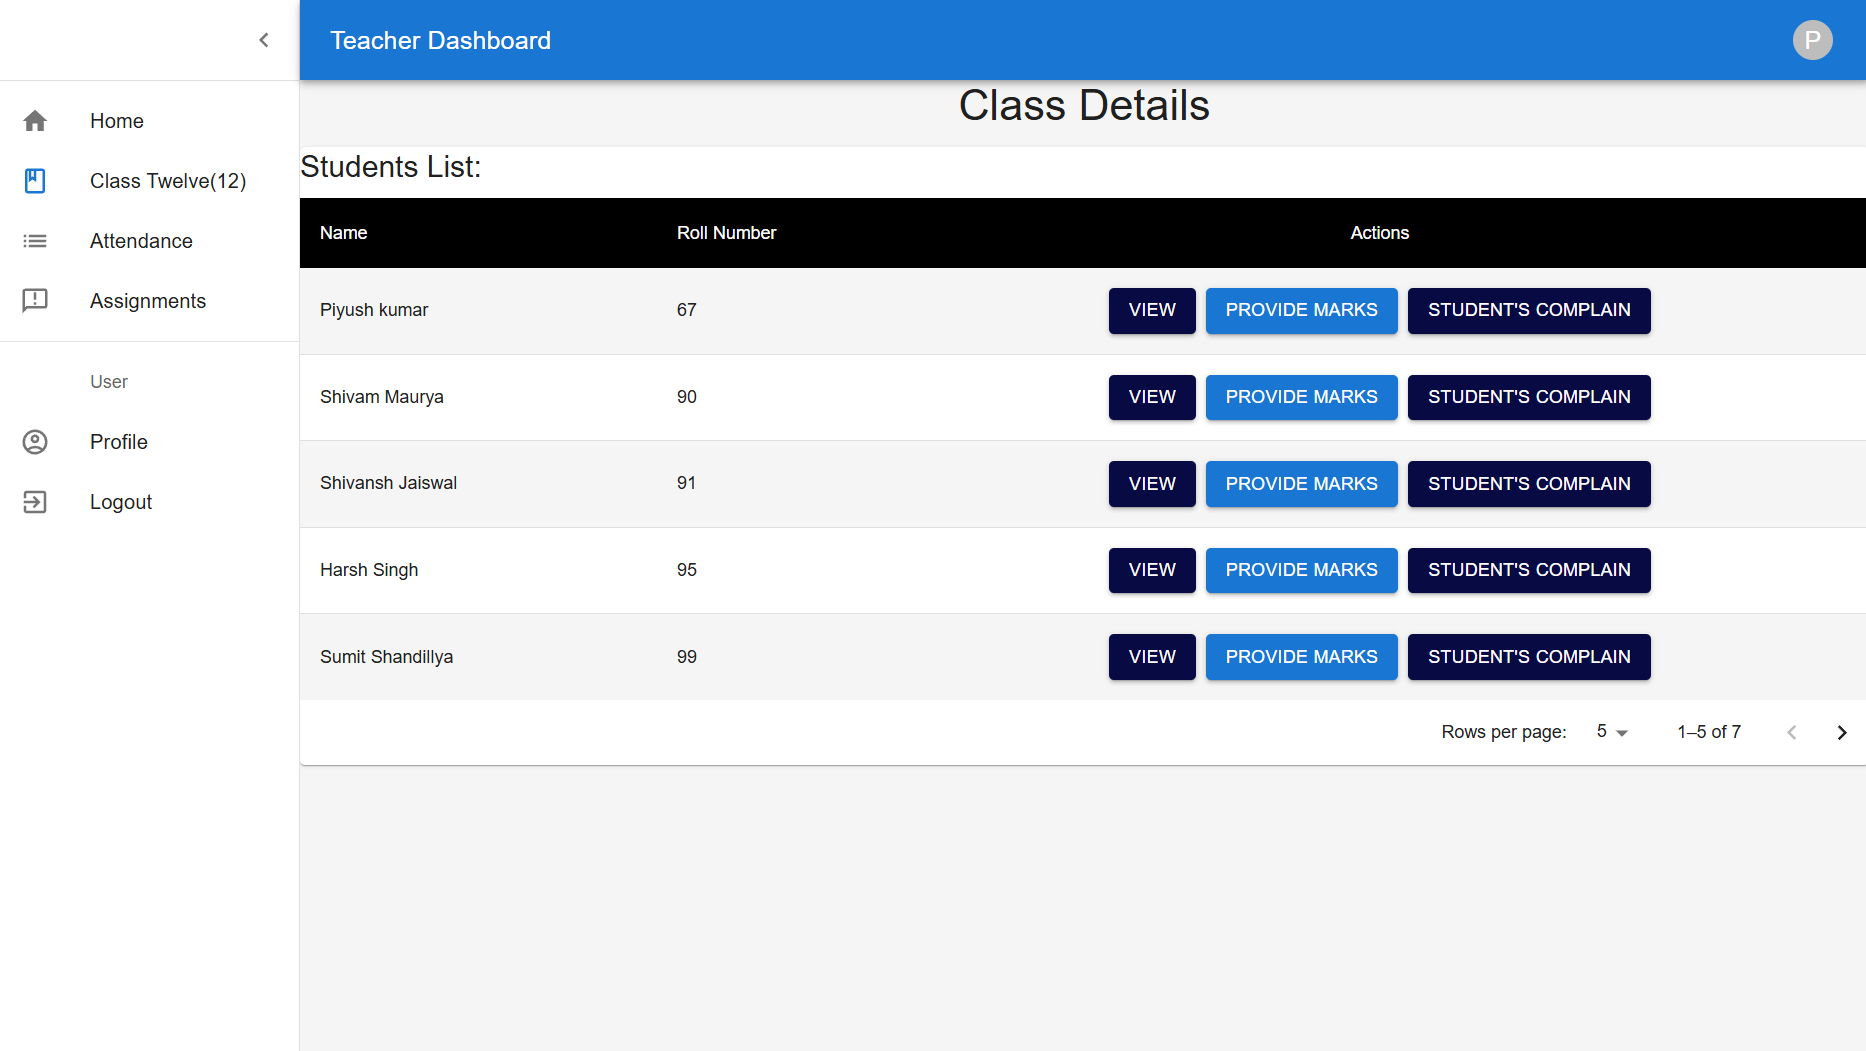 Teacher Dashboard
P
Home
Class Twelve(12)
Attendance
Assignments
User
Profile
Logout
Class Details
Students List:
Name Roll Number Actions
Piyush kumar 67 VIEW PROVIDE MARKS STUDENT'S COMPLAIN
Shivam Maurya 90 VIEW PROVIDE MARKS STUDENT'S COMPLAIN
Shivansh Jaiswal 91 VIEW PROVIDE MARKS STUDENT'S COMPLAIN
Harsh Singh 95 VIEW PROVIDE MARKS STUDENT'S COMPLAIN
Sumit Shandillya 99 VIEW PROVIDE MARKS STUDENT'S COMPLAIN
Rows per page: 5 1–5 of 7